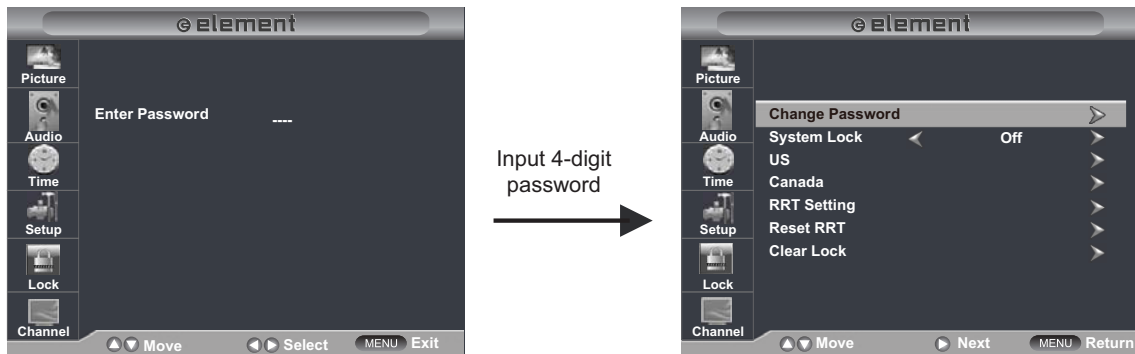 element
Picture
Audio
Time
Setup
Lock
Channel
Enter Password ----
Move Select MENU Exit
Input 4-digit
password
element
Picture
Audio
Time
Setup
Lock
Channel
Change Password
System Lock Off
US
Canada
RRT Setting
Reset RRT
Clear Lock
Move Next MENU Return